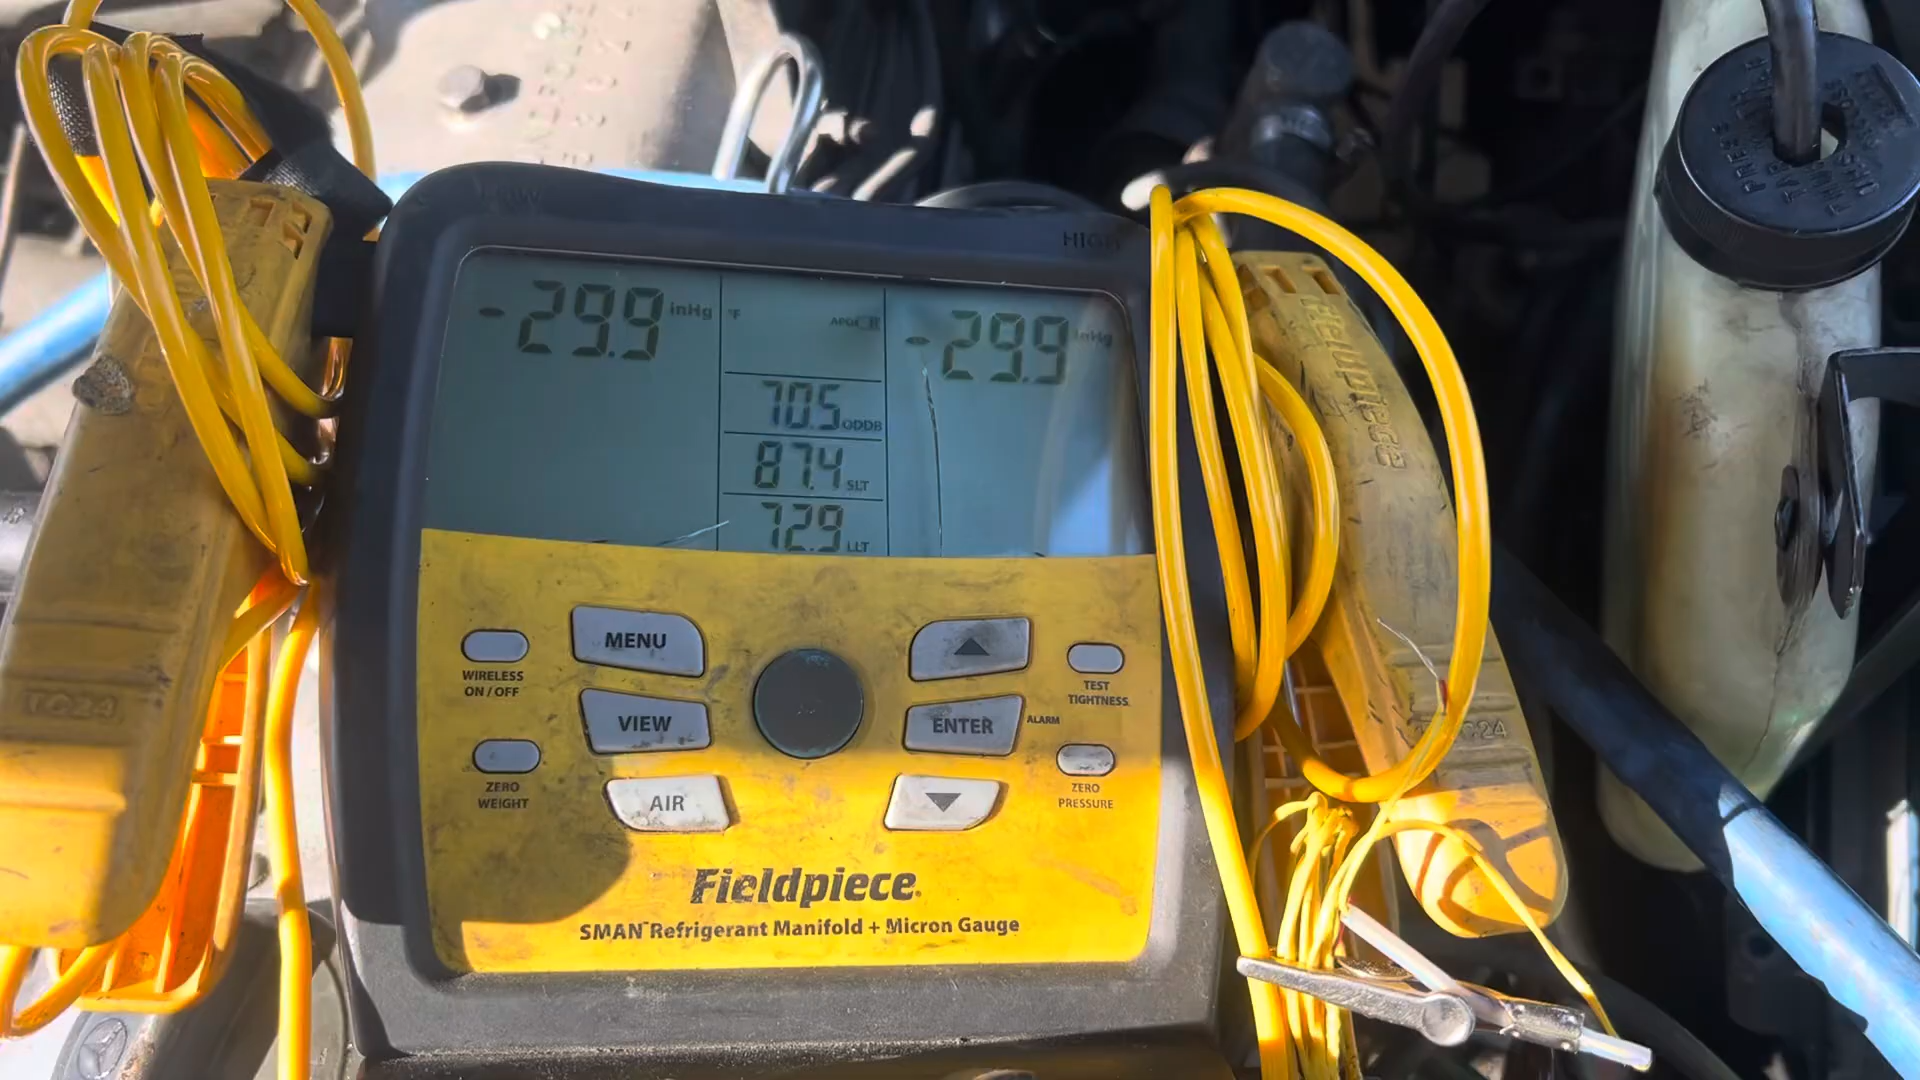 HIGH
-29.9 inHg
°F
-29.9 inHg
70.5 ODDB
87.4 SLT
72.9 LLT
MENU
WIRELESS
ON / OFF
VIEW
ZERO
WEIGHT
AIR
TEST
TIGHTNESS
ENTER
ALARM
ZERO
PRESSURE
Fieldpiece
SMAN™ Refrigerant Manifold + Micron Gauge
TC24
Fieldpiece
TC24